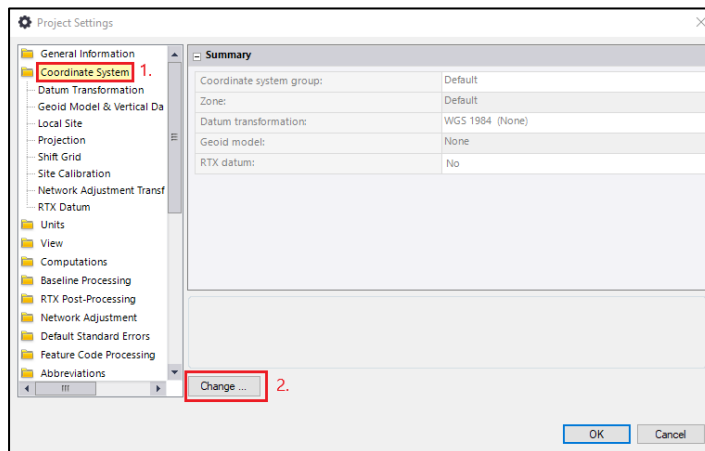 Project Settings
General Information
Coordinate System 1.
Datum Transformation
Geoid Model & Vertical Da
Local Site
Projection
Shift Grid
Site Calibration
Network Adjustment Transf
RTX Datum
Units
View
Computations
Baseline Processing
RTX Post-Processing
Network Adjustment
Default Standard Errors
Feature Code Processing
Abbreviations
Summary
Coordinate system group: Default
Zone: Default
Datum transformation: WGS 1984 (None)
Geoid model: None
RTX datum: No
Change ... 2.
OK Cancel